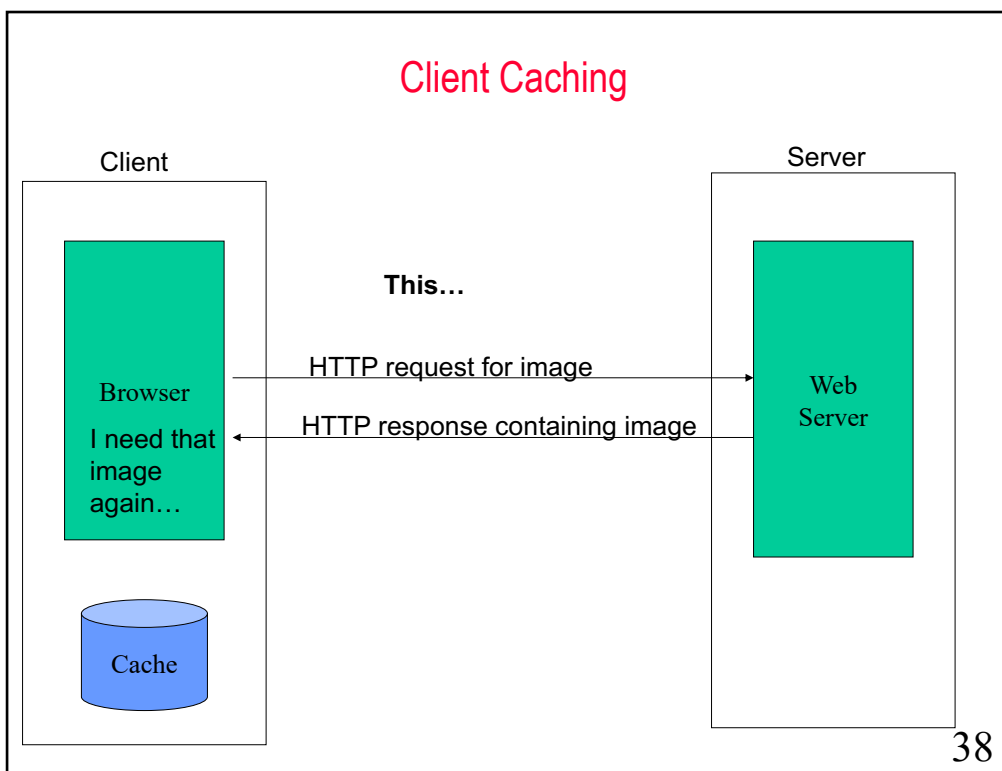 Client Caching
Client
Server
This…
HTTP request for image
Browser
Web
Server
HTTP response containing image
I need that
image
again…
Cache
38